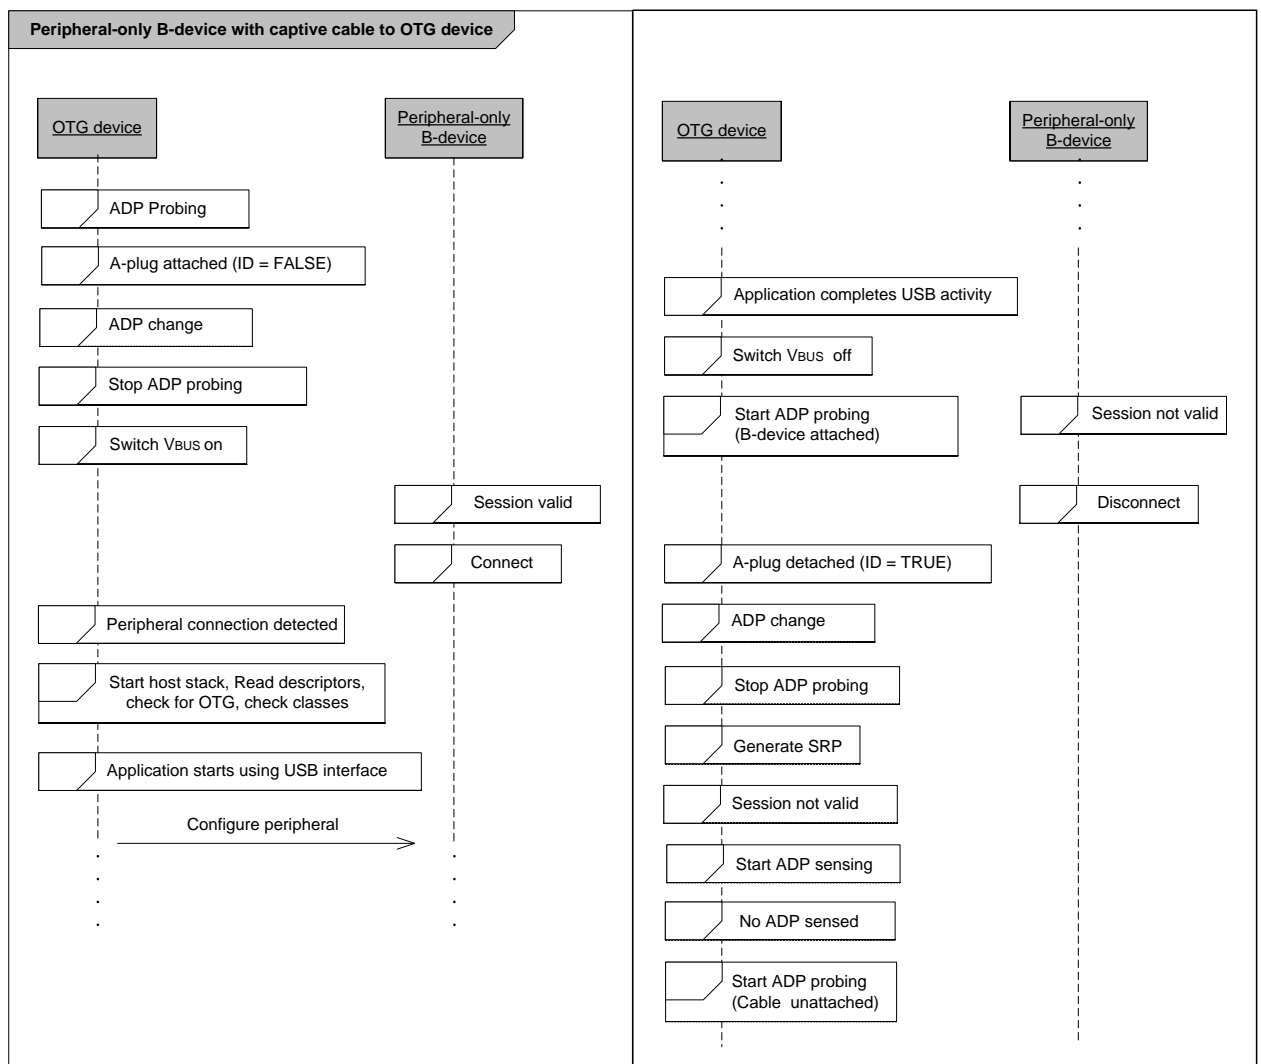 Peripheral-only B-device with captive cable to OTG device
OTG device
Peripheral-only
B-device
ADP Probing
A-plug attached (ID = FALSE)
ADP change
Stop ADP probing
Switch VBUS on
Session valid
Connect
Peripheral connection detected
Start host stack, Read descriptors,
check for OTG, check classes
Application starts using USB interface
Configure peripheral
OTG device
Peripheral-only
B-device
Application completes USB activity
Switch VBUS off
Start ADP probing
(B-device attached)
Session not valid
Disconnect
A-plug detached (ID = TRUE)
ADP change
Stop ADP probing
Generate SRP
Session not valid
Start ADP sensing
No ADP sensed
Start ADP probing
(Cable unattached)